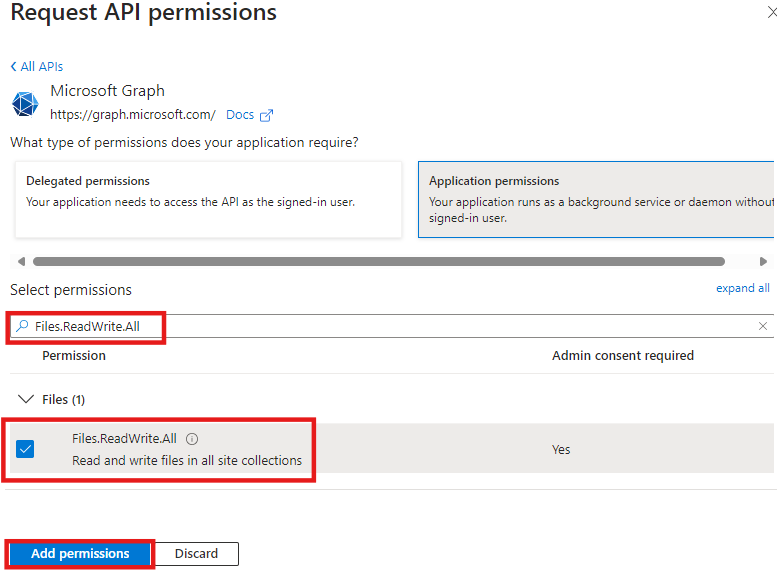 Request API permissions
All APIs
Microsoft Graph
https://graph.microsoft.com/ Docs
What type of permissions does your application require?
Delegated permissions
Your application needs to access the API as the signed-in user.
Application permissions
Your application runs as a background service or daemon without
signed-in user.
Select permissions
expand all
Files.ReadWrite.All
Permission
Admin consent required
Files (1)
Files.ReadWrite.All
Read and write files in all site collections
Yes
Add permissions
Discard